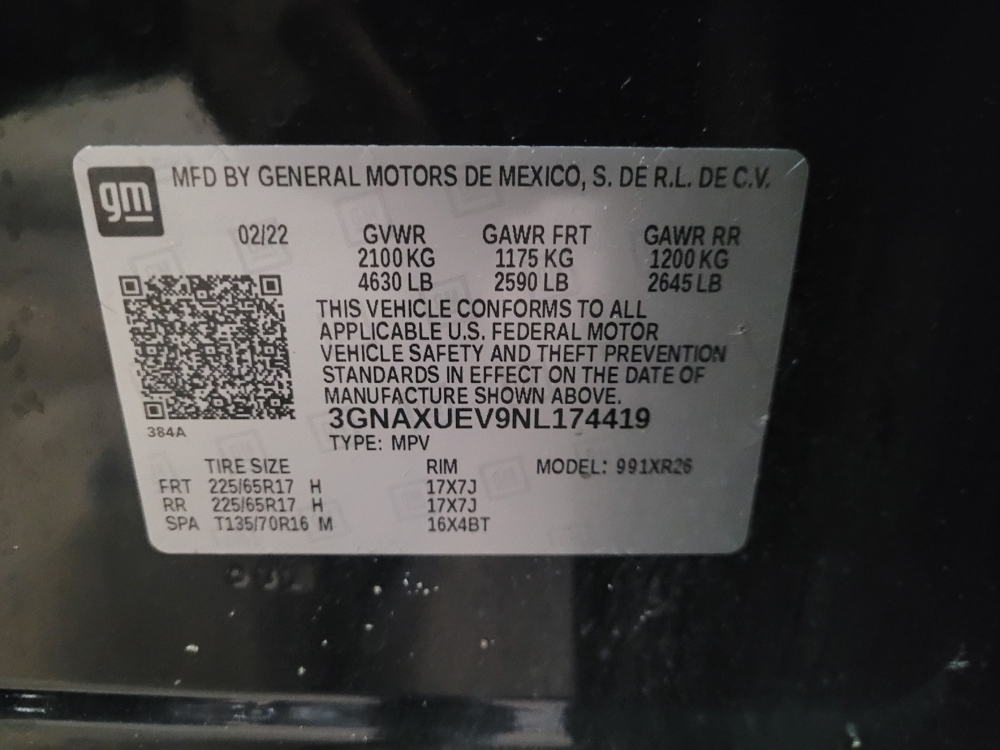 gm
MFD BY GENERAL MOTORS DE MEXICO, S. DE R.L. DE C.V.
02/22 GVWR GAWR FRT GAWR RR
2100 KG 1175 KG 1200 KG
4630 LB 2590 LB 2645 LB
THIS VEHICLE CONFORMS TO ALL
APPLICABLE U.S. FEDERAL MOTOR
VEHICLE SAFETY AND THEFT PREVENTION
STANDARDS IN EFFECT ON THE DATE OF
MANUFACTURE SHOWN ABOVE.
3GNAXUEV9NL174419
384A
TYPE: MPV
TIRE SIZE RIM MODEL: 991XR26
FRT 225/65R17 H 17X7J
RR 225/65R17 H 17X7J
SPA T135/70R16 M 16X4BT